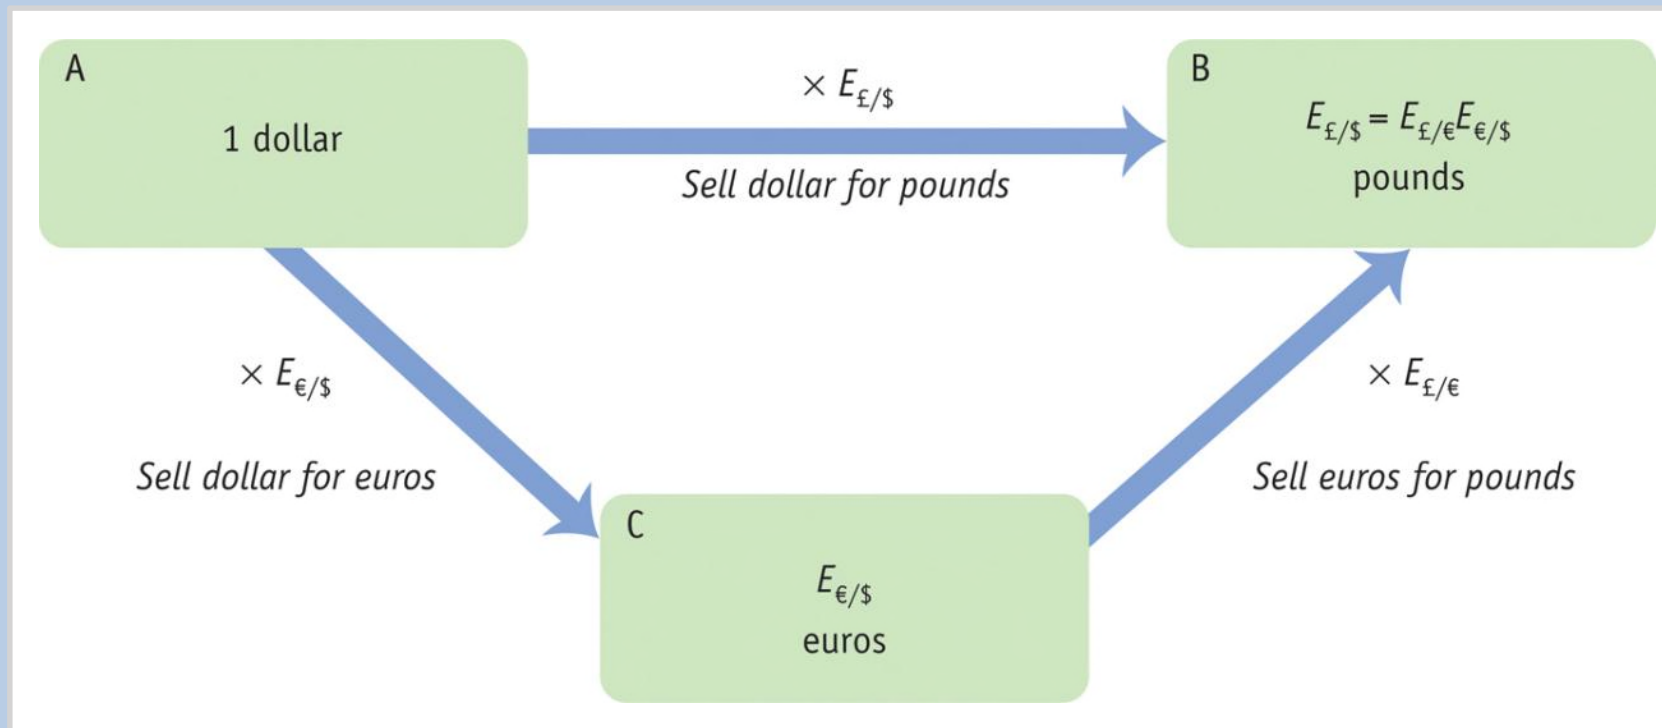 A
1 dollar
× E£/$
Sell dollar for pounds
B
E£/$ = E£/€E€/$
pounds
× E€/$
Sell dollar for euros
× E£/€
Sell euros for pounds
C
E€/$
euros